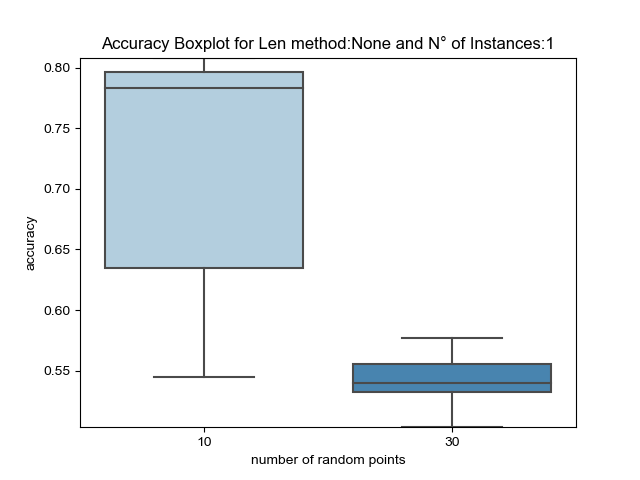 Accuracy Boxplot for Len method:None and N° of Instances:1
0.80
0.75
0.70
0.65
0.60
0.55
accuracy
10
30
number of random points